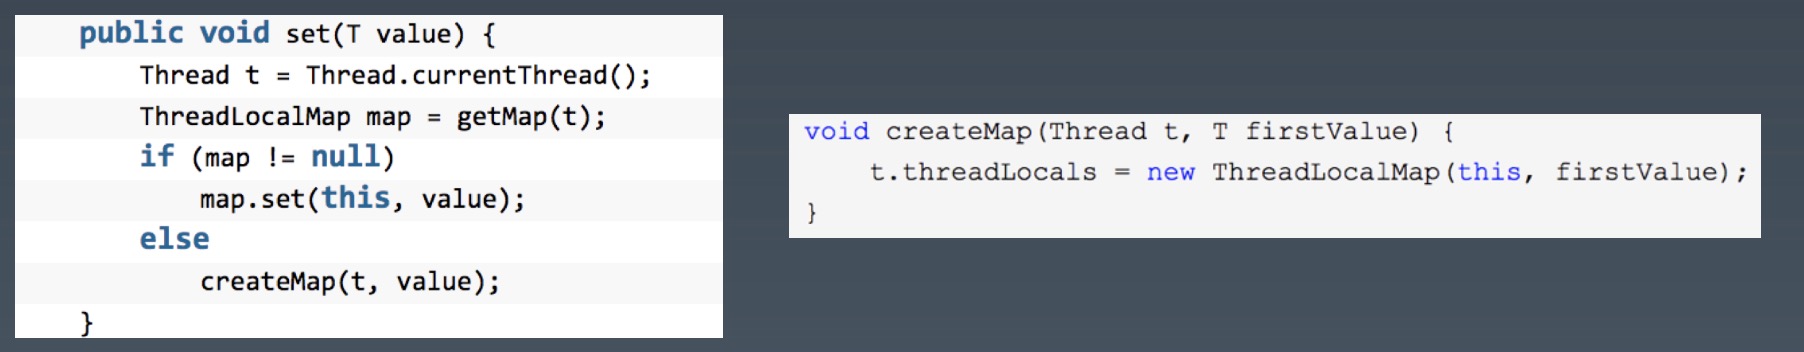 public void set(T value) {
    Thread t = Thread.currentThread();
    ThreadLocalMap map = getMap(t);
    if (map != null)
        map.set(this, value);
    else
        createMap(t, value);
}
void createMap(Thread t, T firstValue) {
    t.threadLocals = new ThreadLocalMap(this, firstValue);
}